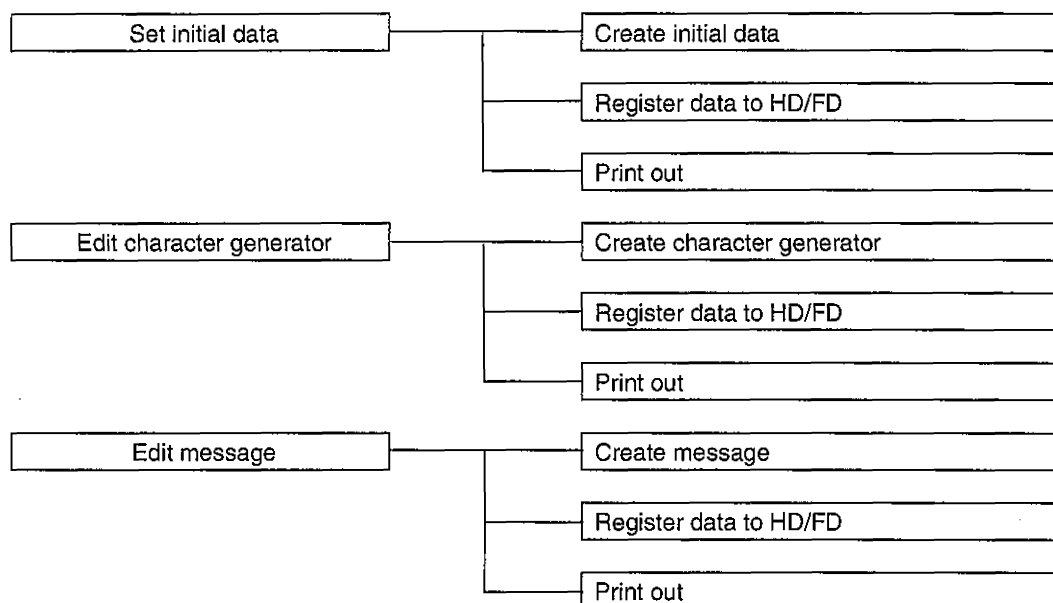 Set initial data
Create initial data
Register data to HD/FD
Print out
Edit character generator
Create character generator
Register data to HD/FD
Print out
Edit message
Create message
Register data to HD/FD
Print out